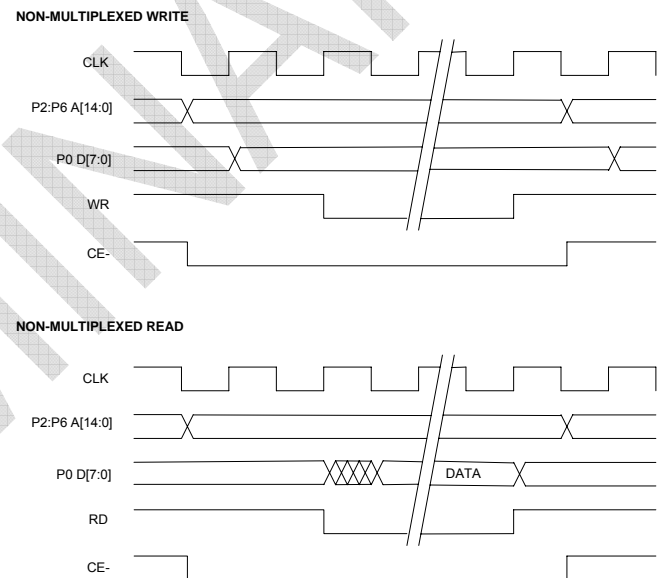 NON-MULTIPLEXED WRITE
CLK
P2:P6 A[14:0]
P0 D[7:0]
WR
CE-
NON-MULTIPLEXED READ
CLK
P2:P6 A[14:0]
P0 D[7:0]
DATA
RD
CE-